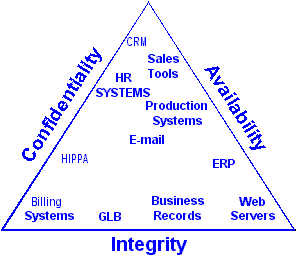 CRM
Sales
Tools
HR
SYSTEMS
Confidentiality
Availability
Production
Systems
E-mail
HIPPA
ERP
Billing
Systems
GLB
Business
Records
Web
Servers
Integrity